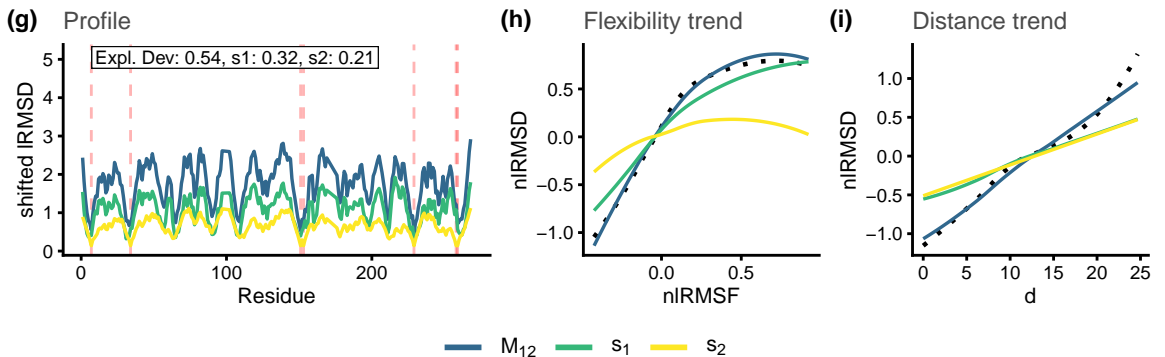 (g) Profile
Expl. Dev: 0.54, s1: 0.32, s2: 0.21
shifted lRMSD
5
4
3
2
1
0
0 100 200
Residue
(h) Flexibility trend
nlRMSD
0.5
0.0
−0.5
−1.0
0.0 0.5
nlRMSF
(i) Distance trend
nlRMSD
1.0
0.5
0.0
−0.5
−1.0
0 5 10 15 20 25
d
M12 s1 s2